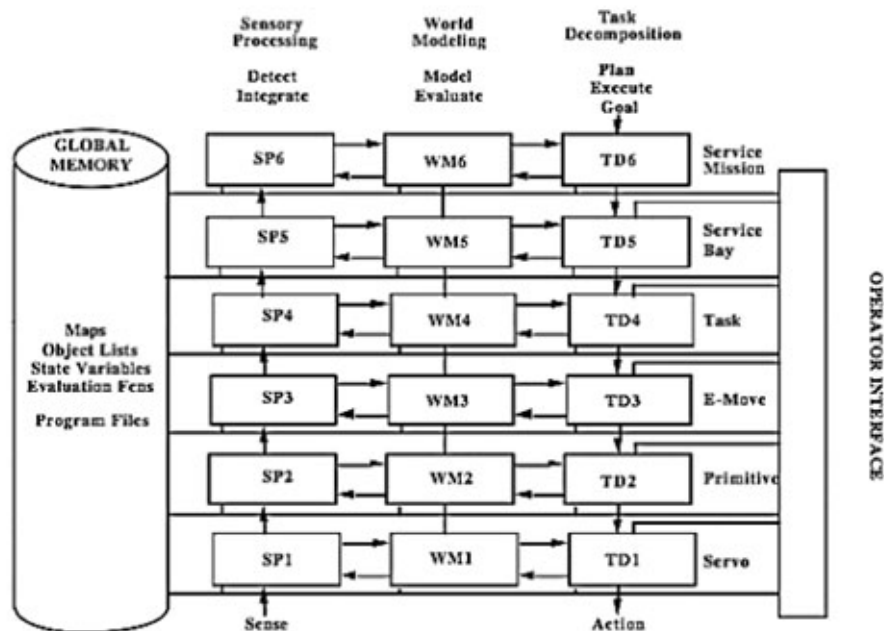 Sensory
Processing
World
Modeling
Task
Decomposition
Detect
Integrate
Model
Evaluate
Plan
Execute
Goal
GLOBAL
MEMORY
SP6
WM6
TD6
Service
Mission
SP5
WM5
TD5
Service
Bay
SP4
WM4
TD4
Task
Maps
Object Lists
State Variables
Evaluation Fcns
Program Files
SP3
WM3
TD3
E-Move
SP2
WM2
TD2
Primitive
SP1
WM1
TD1
Servo
Sense
Action
OPERATOR INTERFACE